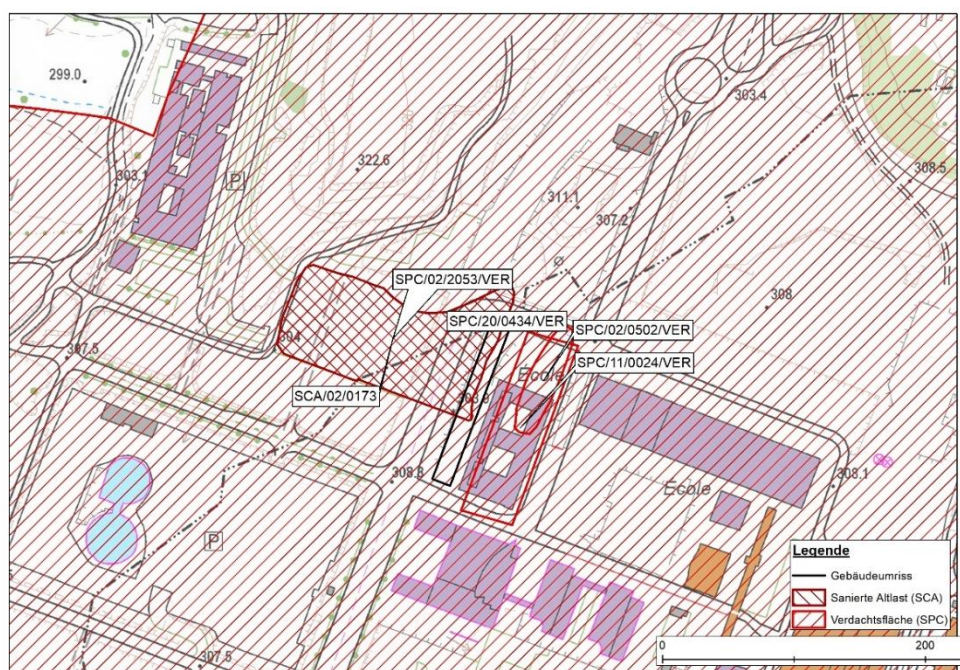 299.0
322.6
303.4
303.1
P
311.1
307.2
308.5
SPC/02/2053/VER
308
SPC/20/0434/VER
SPC/02/0502/VER
304
307.5
École
SPC/11/0024/VER
SCA/02/0173
308.8
École
308.1
P
Legende
Gebäudeumriss
Sanierte Altlast (SCA)
Verdachtsfläche (SPC)
307.5
0 200